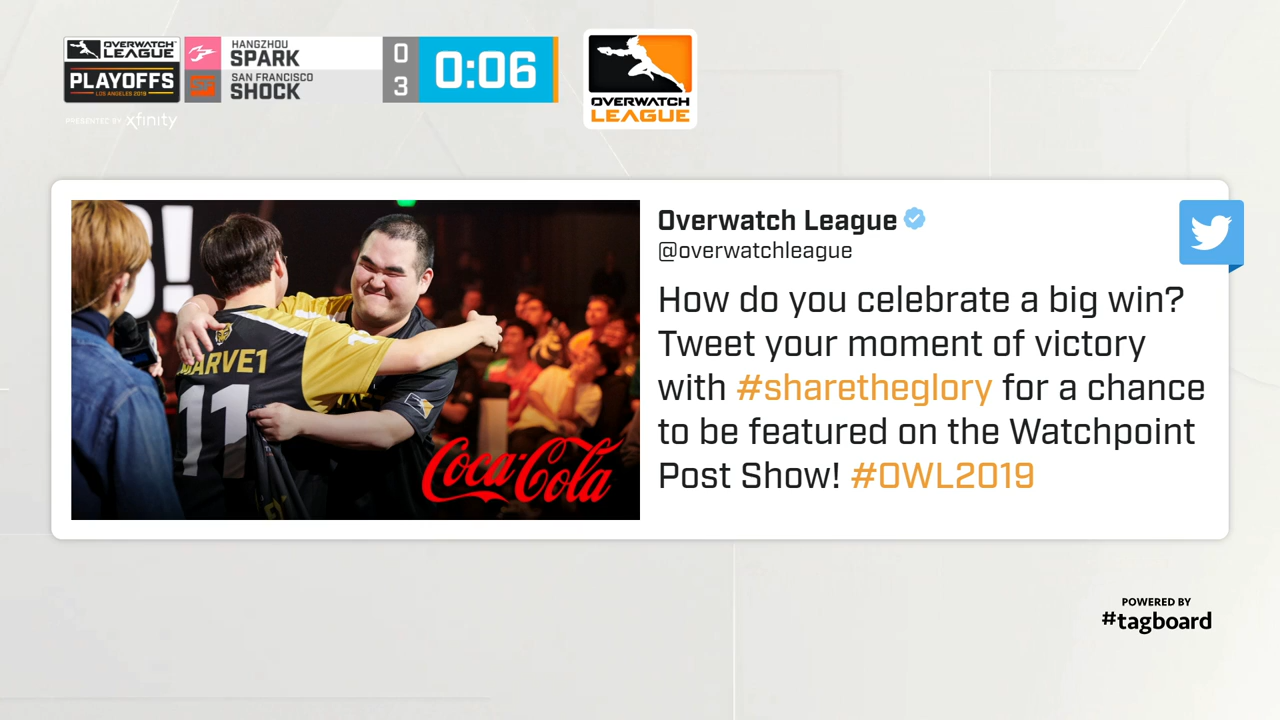 OVERWATCH
LEAGUE
PLAYOFFS
LOS ANGELES 2019
PRESENTED BY xfinity
HANGZHOU
SPARK
0
SAN FRANCISCO
SHOCK
3
0:06
OVERWATCH
LEAGUE
!
MARVE1
11
Coca-Cola
Overwatch League
@overwatchleague
How do you celebrate a big win?
Tweet your moment of victory
with #sharetheglory for a chance
to be featured on the Watchpoint
Post Show! #OWL2019
POWERED BY
#tagboard